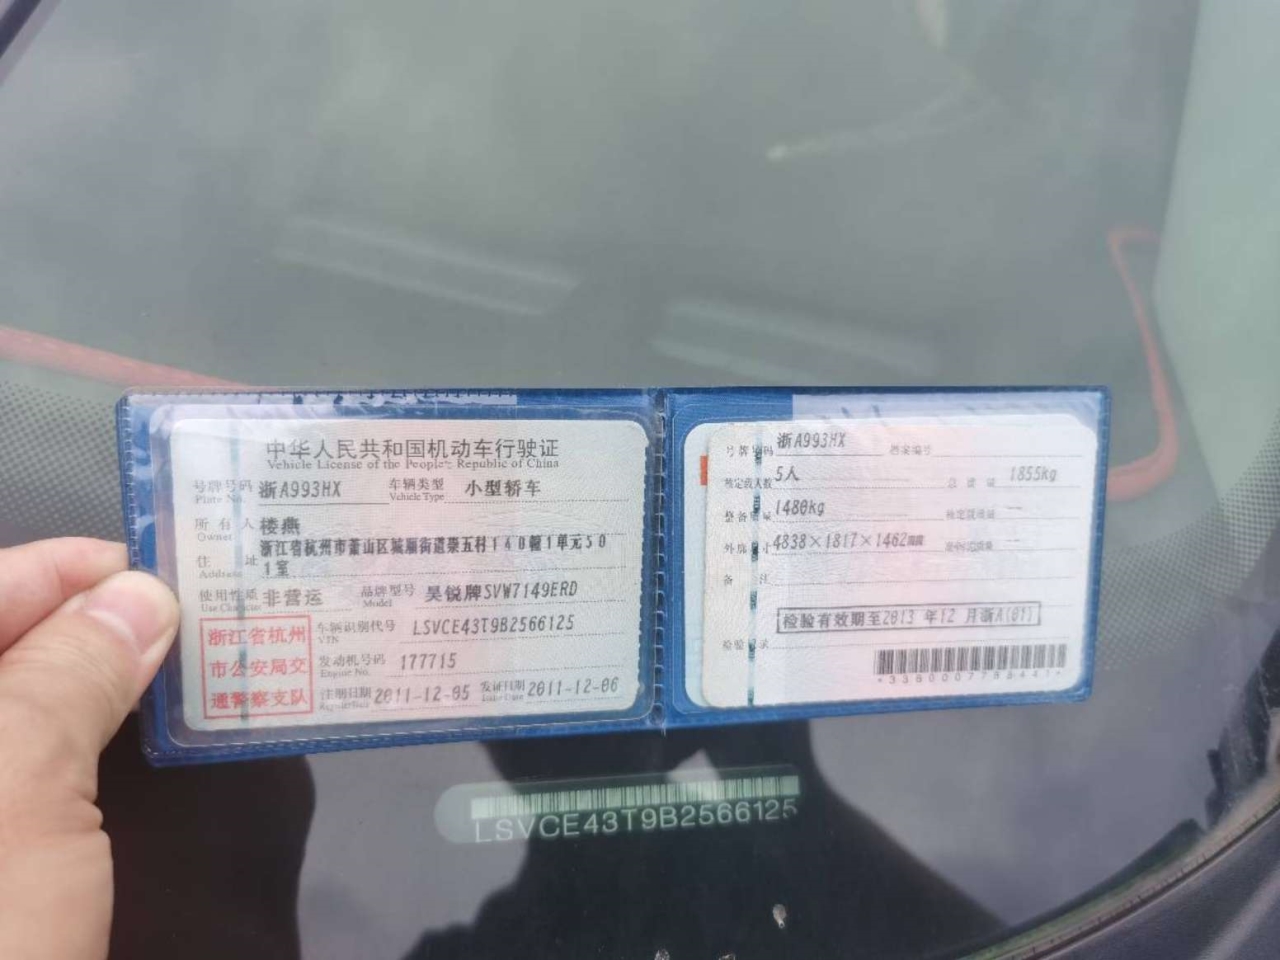 中华人民共和国机动车行驶证
Vehicle License of the People's Republic of China
号牌号码 浙A993HX 车辆类型 小型轿车
Plate No. Vehicle Type
所有人 楼燕
Owner
住址 浙江省杭州市萧山区城厢街道崇五村140幢1单元50
Address 1室
使用性质 非营运 品牌型号 昊锐牌SVW7149ERD
Use Character Model
浙江省杭州
市公安局交
通警察支队
车辆识别代号 LSVCE43T9B2566125
VIN
发动机号码 177715
Engine No.
注册日期 2011-12-05 发证日期 2011-12-06
Register Date Issue Date
号牌号码 浙A993HX 档案编号
核定载人数 5人 总质量 1855kg
整备质量 1480kg 核定载质量 —
外廓尺寸 4838×1817×1462mm
备注
检验有效期至2013年12月浙A(01)
检验记录
LSVCE43T9B2566125